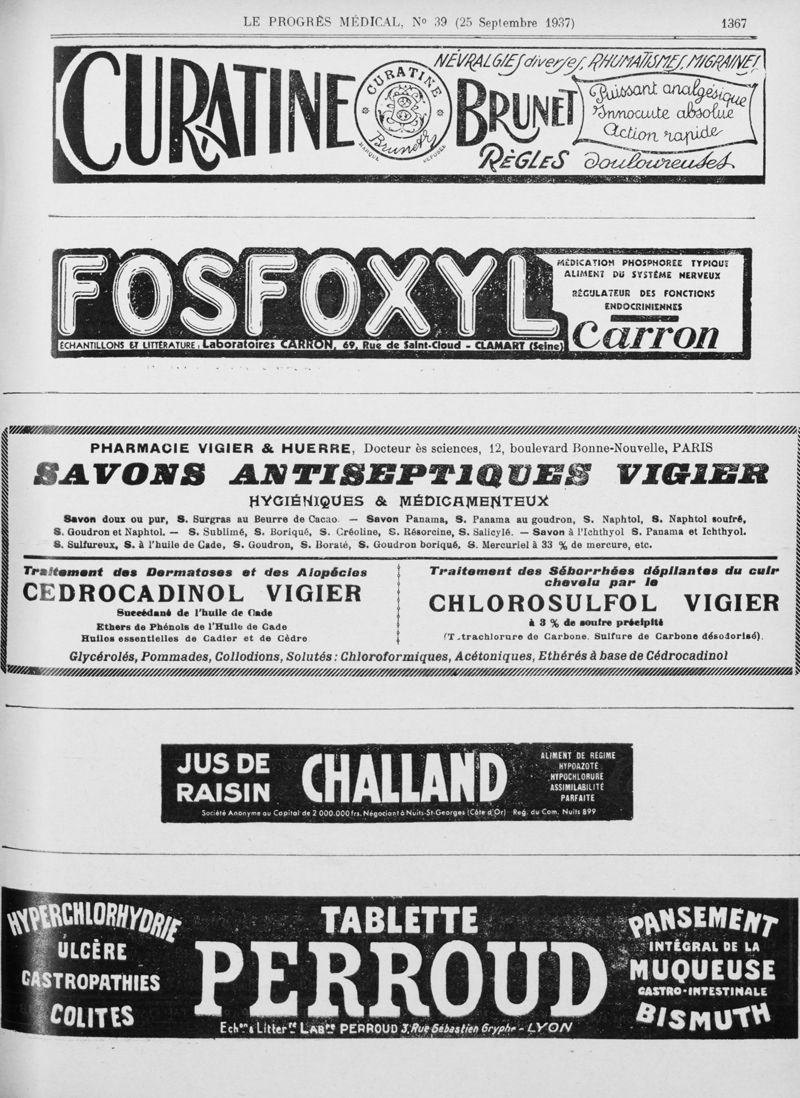 LE PROGRÈS MÉDICAL, Nº 39 (25 Septembre 1937)
1367
CURATINE
CURATINE
Brunet
MARQUE DÉPOSÉE
BRUNET
NÉVRALGIES diverses, RHUMATISMES, MIGRAINES
Puissant analgésique
Innocuité absolue
Action rapide
RÈGLES douloureuses
FOSFOXYL
MÉDICATION PHOSPHORÉE TYPIQUE
ALIMENT DU SYSTÈME NERVEUX
RÉGULATEUR DES FONCTIONS
ENDOCRINIENNES
Carron
ÉCHANTILLONS ET LITTÉRATURE : Laboratoires CARRON, 69, Rue de Saint-Cloud - CLAMART (Seine)
PHARMACIE VIGIER & HUERRE, Docteur ès sciences, 12, boulevard Bonne-Nouvelle, PARIS
SAVONS ANTISEPTIQUES VIGIER
HYGIÉNIQUES & MÉDICAMENTEUX
Savon doux ou pur, S. Surgras au Beurre de Cacao. — Savon Panama, S. Panama au goudron, S. Naphtol, S. Naphtol soufré,
S. Goudron et Naphtol. — S. Sublimé, S. Boriqué, S. Créoline, S. Résorcine, S. Salicylé. — Savon à l'Ichthyol S. Panama et Ichthyol.
S. Sulfureux, S. à l'huile de Cade, S. Goudron, S. Boraté, S. Goudron boriqué, S. Mercuriel à 33 % de mercure, etc.
Traitement des Dermatoses et des Alopécies
CEDROCADINOL VIGIER
Succédané de l'huile de Cade
Ethers de Phénols de l'Huile de Cade
Huiles essentielles de Cadier et de Cèdre.
Traitement des Séborrhées dépilantes du cuir
chevelu par le
CHLOROSULFOL VIGIER
à 3 % de soufre précipité
(T.trachlorure de Carbone. Sulfure de Carbone désodorisé).
Glycérolés, Pommades, Collodions, Solutés : Chloroformiques, Acétoniques, Ethérés à base de Cédrocadinol
JUS DE
RAISIN
CHALLAND
ALIMENT DE RÉGIME
HYPOAZOTÉ
HYPOCHLORURÉ
ASSIMILABILITÉ
PARFAITE
Société Anonyme au Capital de 2 000.000 frs. Négociant à Nuits-St-Georges (Côte d'Or) Reg. du Com. Nuits 899
HYPERCHLORHYDRIE
ULCÈRE
GASTROPATHIES
COLITES
TABLETTE
PERROUD
Echons & Littérre LABre PERROUD 3, Rue Sébastien Gryphe - LYON
PANSEMENT
INTÉGRAL DE LA
MUQUEUSE
GASTRO-INTESTINALE
BISMUTH